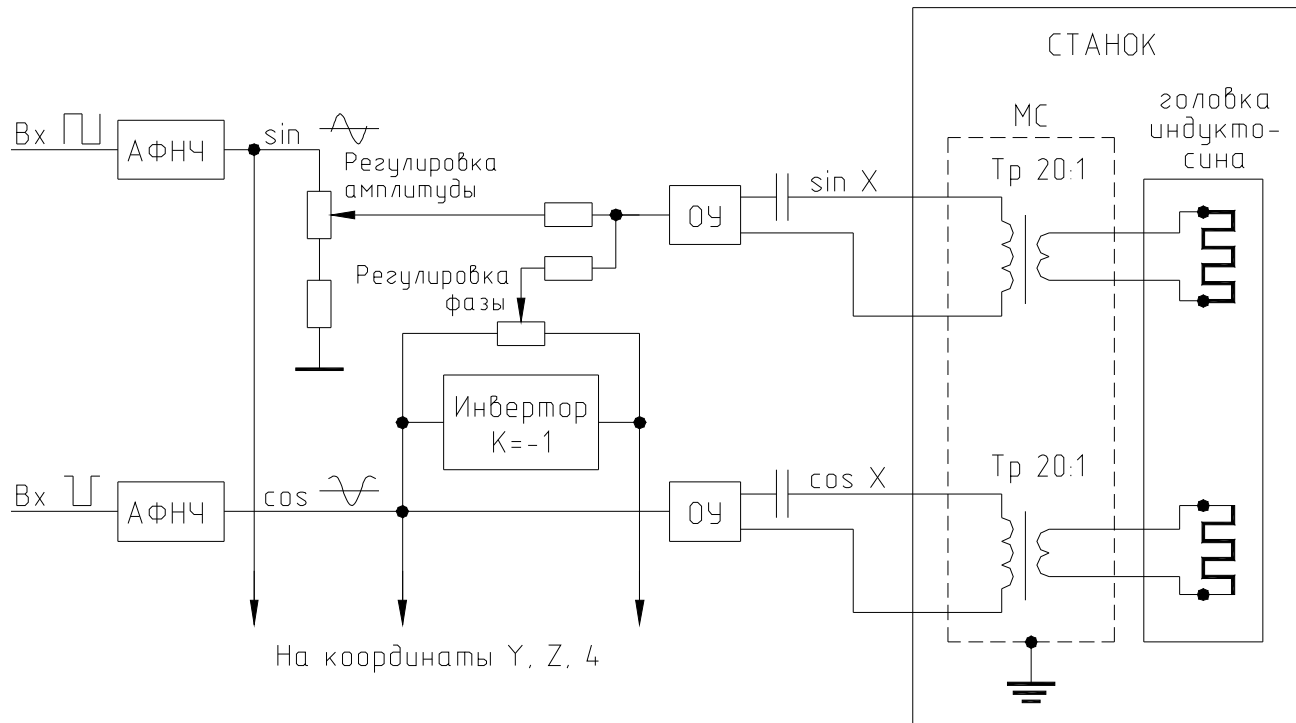 СТАНОК
Вх
АФНЧ
sin
Регулировка
амплитуды
ОУ
sin X
МС
Тр 20:1
головка
индукто-
сина
Регулировка
фазы
Инвертор
K=-1
Вх
АФНЧ
cos
ОУ
cos X
Тр 20:1
На координаты Y, Z, 4